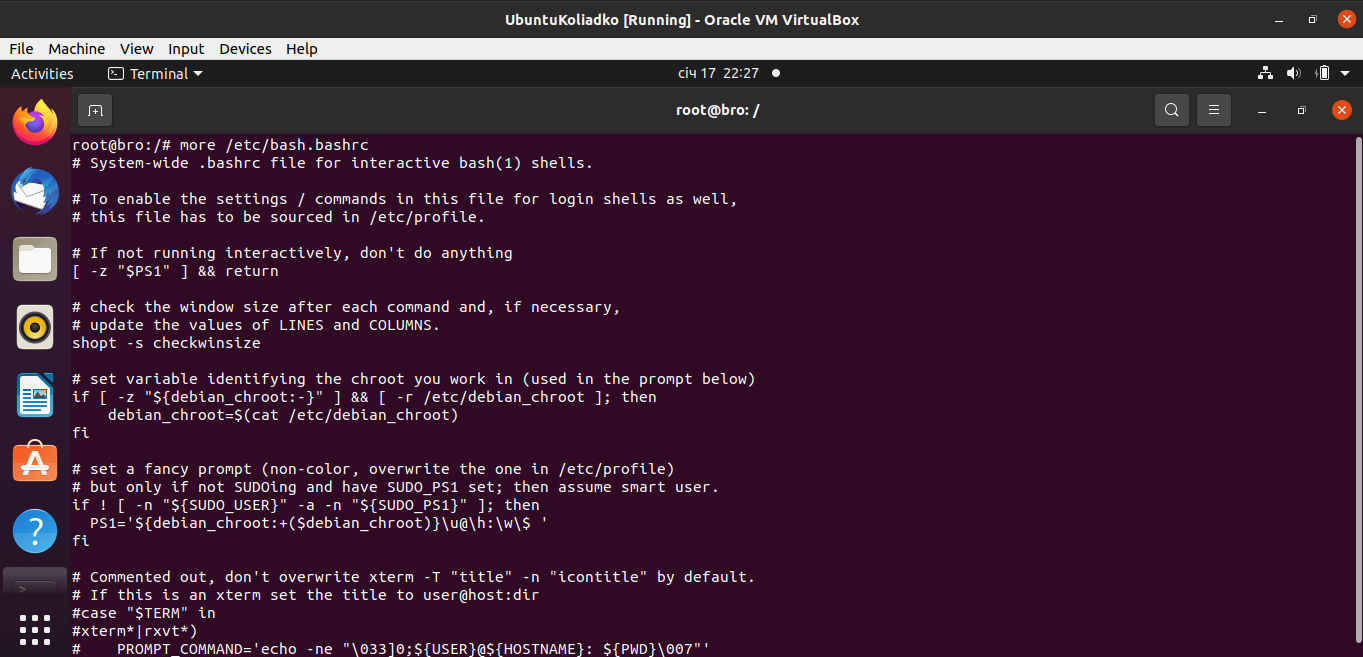 UbuntuKoliadko [Running] - Oracle VM VirtualBox
File Machine View Input Devices Help
Activities Terminal січ 17 22:27
root@bro: /
root@bro:/# more /etc/bash.bashrc
# System-wide .bashrc file for interactive bash(1) shells.
# To enable the settings / commands in this file for login shells as well,
# this file has to be sourced in /etc/profile.
# If not running interactively, don't do anything
[ -z "$PS1" ] && return
# check the window size after each command and, if necessary,
# update the values of LINES and COLUMNS.
shopt -s checkwinsize
# set variable identifying the chroot you work in (used in the prompt below)
if [ -z "${debian_chroot:-}" ] && [ -r /etc/debian_chroot ]; then
    debian_chroot=$(cat /etc/debian_chroot)
fi
# set a fancy prompt (non-color, overwrite the one in /etc/profile)
# but only if not SUDOing and have SUDO_PS1 set; then assume smart user.
if ! [ -n "${SUDO_USER}" -a -n "${SUDO_PS1}" ]; then
  PS1='${debian_chroot:+($debian_chroot)}\u@\h:\w\$ '
fi
# Commented out, don't overwrite xterm -T "title" -n "icontitle" by default.
# If this is an xterm set the title to user@host:dir
#case "$TERM" in
#xterm*|rxvt*)
#    PROMPT_COMMAND='echo -ne "\033]0;${USER}@${HOSTNAME}: ${PWD}\007"'